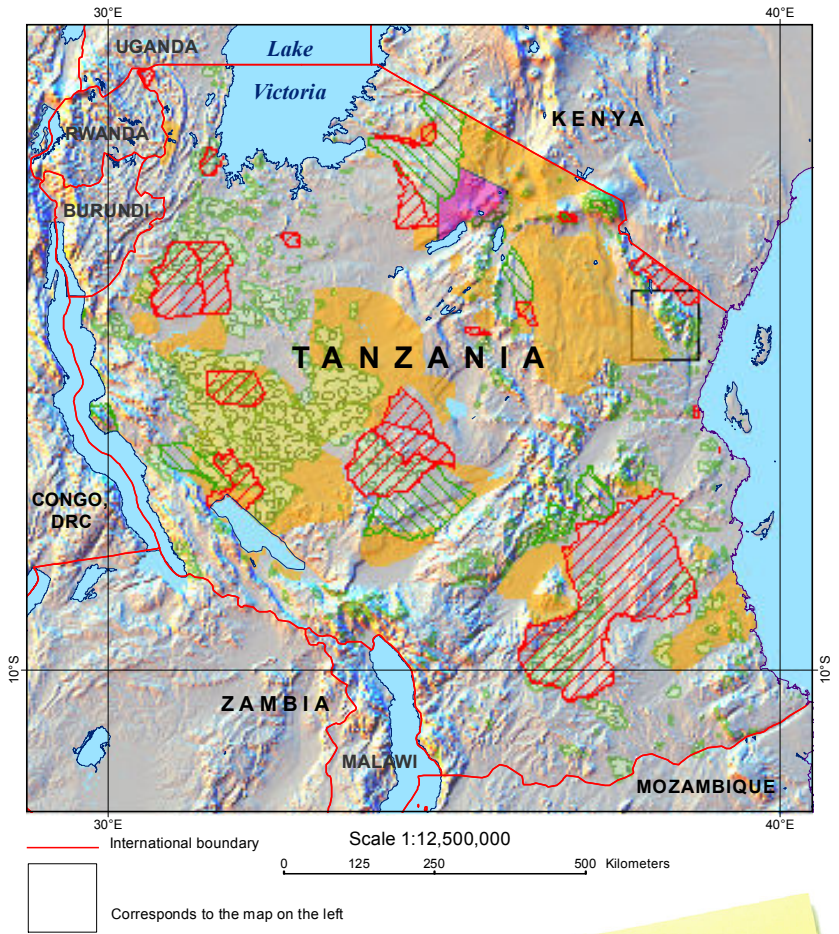 30°E
40°E
UGANDA
Lake
Victoria
KENYA
RWANDA
BURUNDI
TANZANIA
CONGO,
DRC
10°S
10°S
ZAMBIA
MALAWI
MOZAMBIQUE
30°E
40°E
International boundary
Scale 1:12,500,000
0 125 250 500 Kilometers
Corresponds to the map on the left